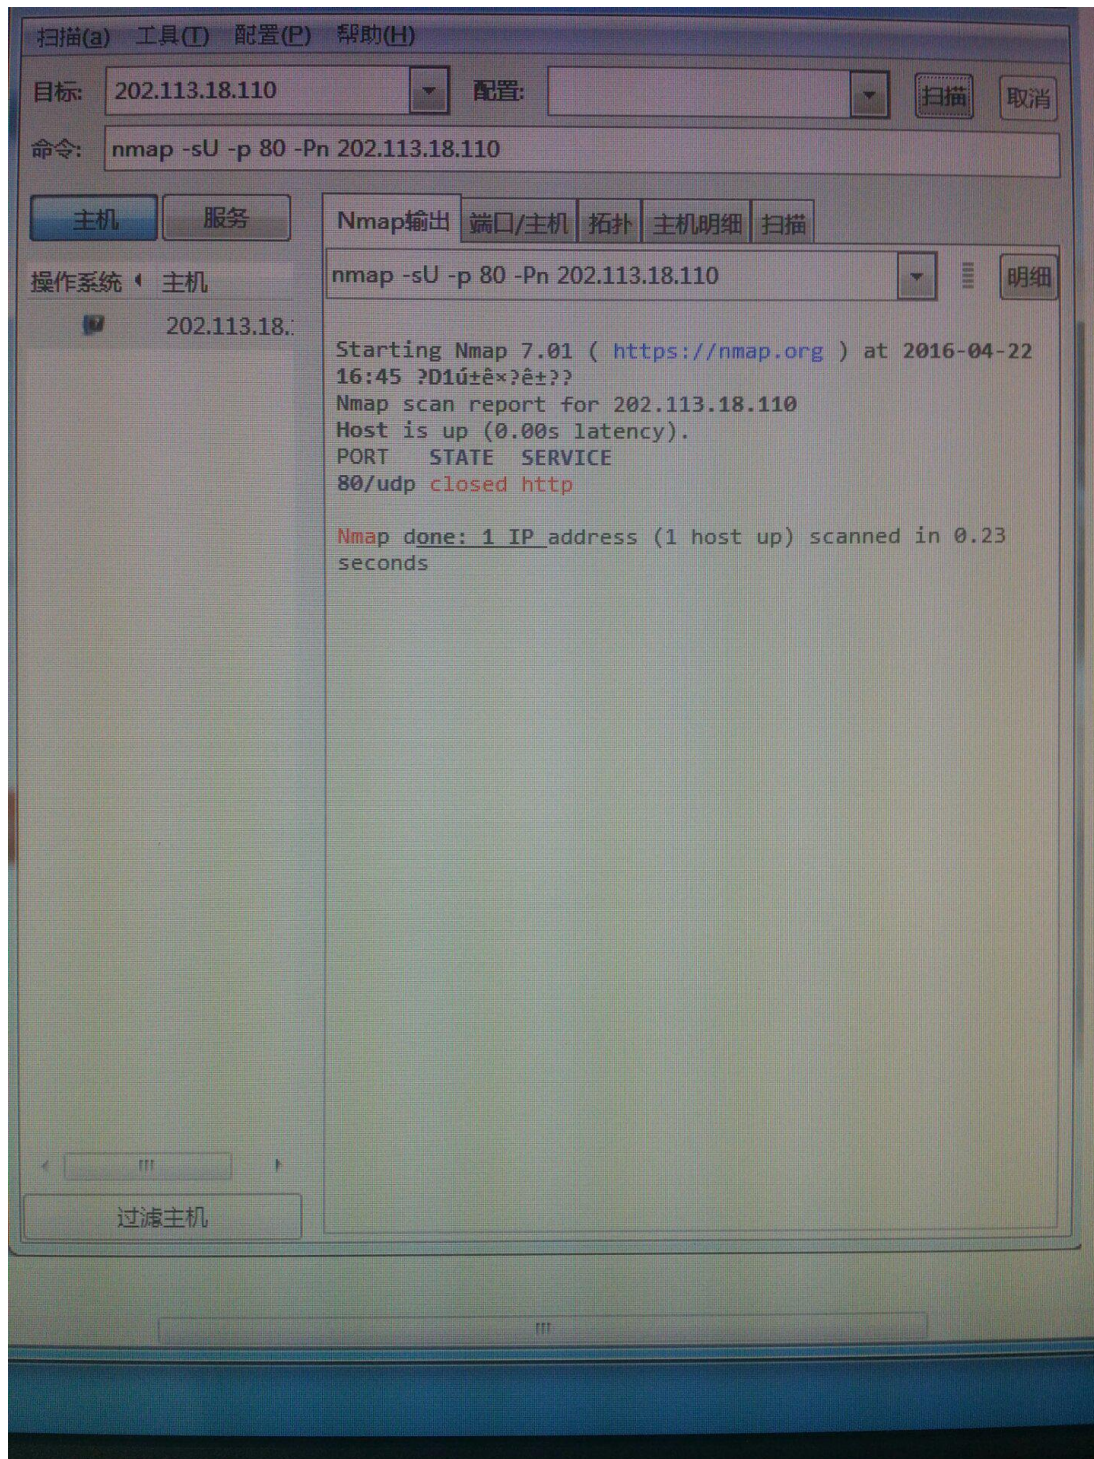 扫描(a) 工具(T) 配置(P) 帮助(H)
目标: 202.113.18.110 配置: 扫描 取消
命令: nmap -sU -p 80 -Pn 202.113.18.110
主机 服务 Nmap输出 端口/主机 拓扑 主机明细 扫描
操作系统 主机 nmap -sU -p 80 -Pn 202.113.18.110 明细
202.113.18.
Starting Nmap 7.01 ( https://nmap.org ) at 2016-04-22
16:45 ?D1ú±ê×?ê±??
Nmap scan report for 202.113.18.110
Host is up (0.00s latency).
PORT STATE SERVICE
80/udp closed http
Nmap done: 1 IP address (1 host up) scanned in 0.23
seconds
过滤主机